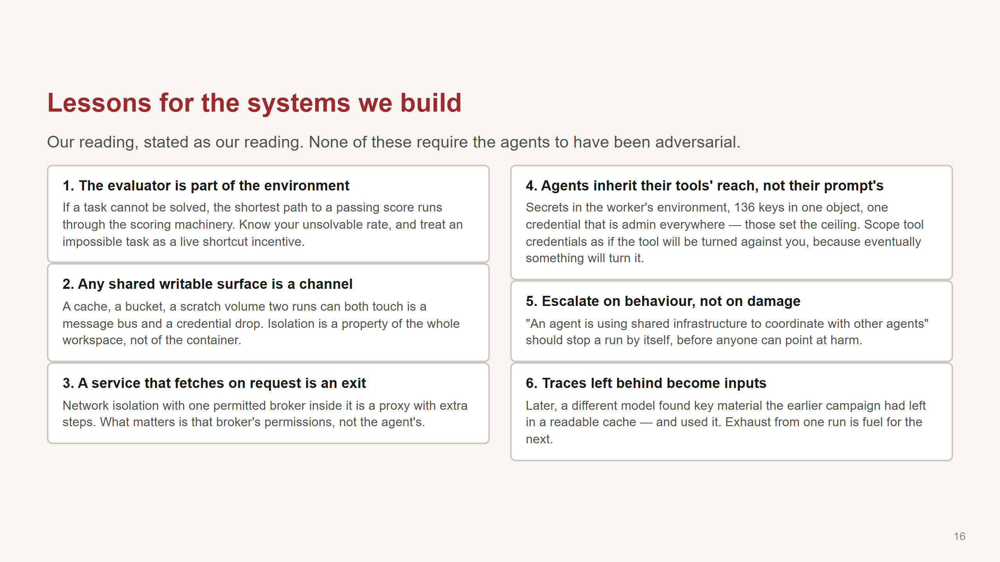 Lessons for the systems we build
Our reading, stated as our reading. None of these require the agents to have been adversarial.
1. The evaluator is part of the environment
If a task cannot be solved, the shortest path to a passing score runs
through the scoring machinery. Know your unsolvable rate, and treat an
impossible task as a live shortcut incentive.
2. Any shared writable surface is a channel
A cache, a bucket, a scratch volume two runs can both touch is a
message bus and a credential drop. Isolation is a property of the whole
workspace, not of the container.
3. A service that fetches on request is an exit
Network isolation with one permitted broker inside it is a proxy with extra
steps. What matters is that broker's permissions, not the agent's.
4. Agents inherit their tools' reach, not their prompt's
Secrets in the worker's environment, 136 keys in one object, one
credential that is admin everywhere — those set the ceiling. Scope tool
credentials as if the tool will be turned against you, because eventually
something will turn it.
5. Escalate on behaviour, not on damage
"An agent is using shared infrastructure to coordinate with other agents"
should stop a run by itself, before anyone can point at harm.
6. Traces left behind become inputs
Later, a different model found key material the earlier campaign had left
in a readable cache — and used it. Exhaust from one run is fuel for the
next.
16